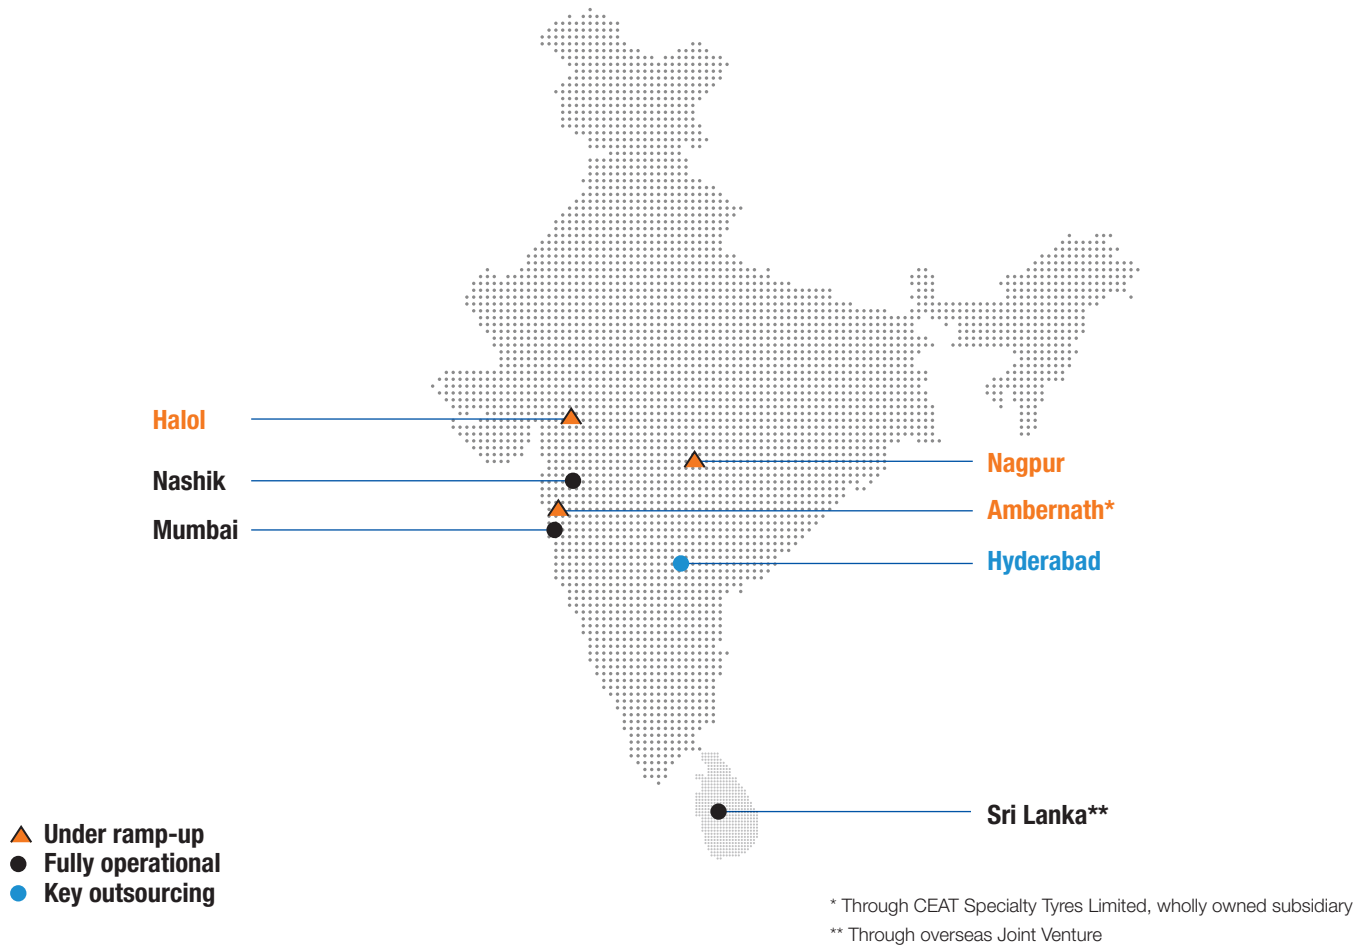 Halol
Nashik
Mumbai
Nagpur
Ambernath*
Hyderabad
Sri Lanka**
Under ramp-up
Fully operational
Key outsourcing
* Through CEAT Specialty Tyres Limited, wholly owned subsidiary
** Through overseas Joint Venture